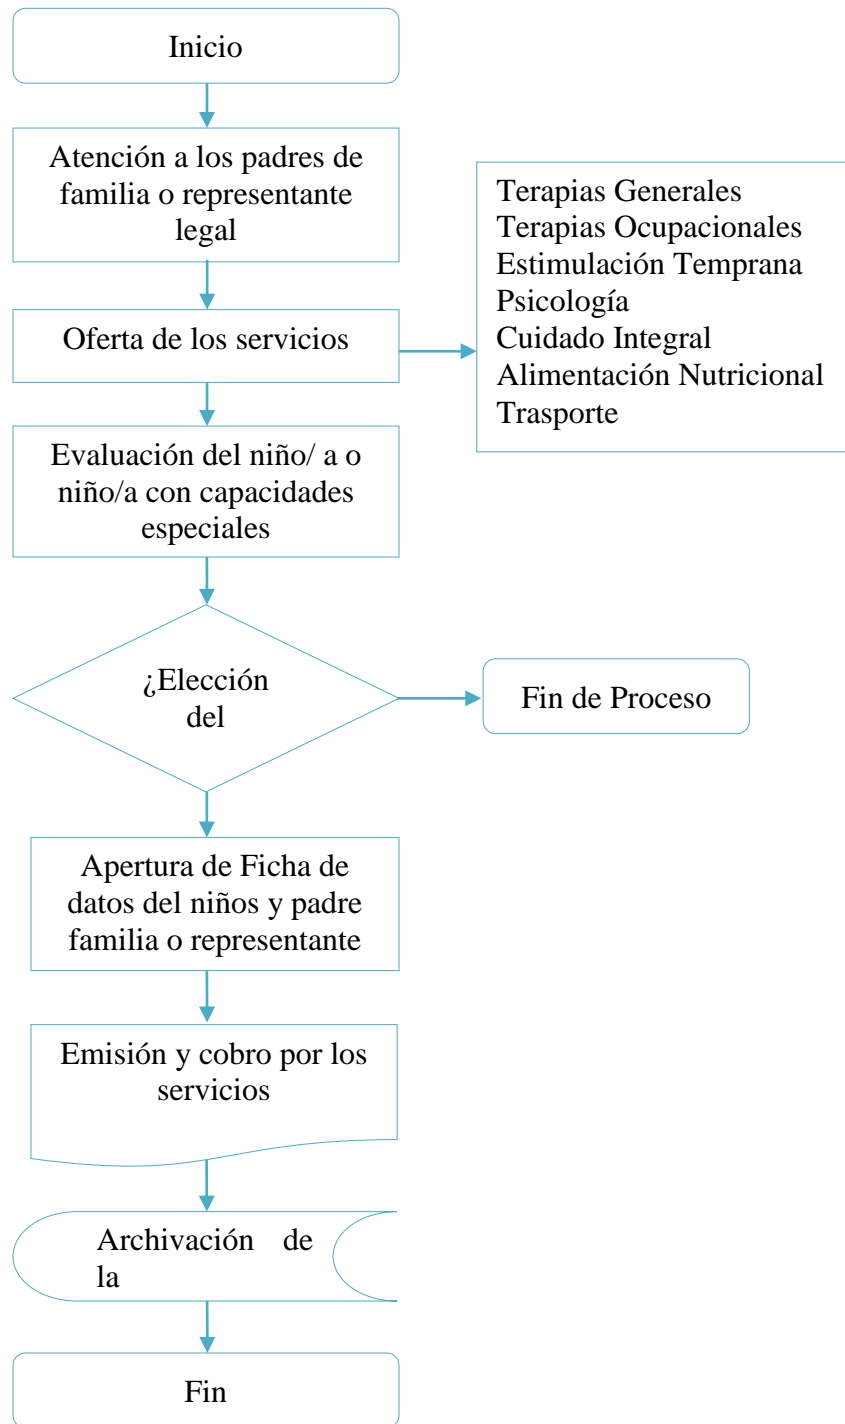 Inicio
Atención a los padres de
familia o representante
legal
Oferta de los servicios
Terapias Generales
Terapias Ocupacionales
Estimulación Temprana
Psicología
Cuidado Integral
Alimentación Nutricional
Trasporte
Evaluación del niño/ a o
niño/a con capacidades
especiales
¿Elección
del
Fin de Proceso
Apertura de Ficha de
datos del niños y padre
familia o representante
Emisión y cobro por los
servicios
Archivación de
la
Fin